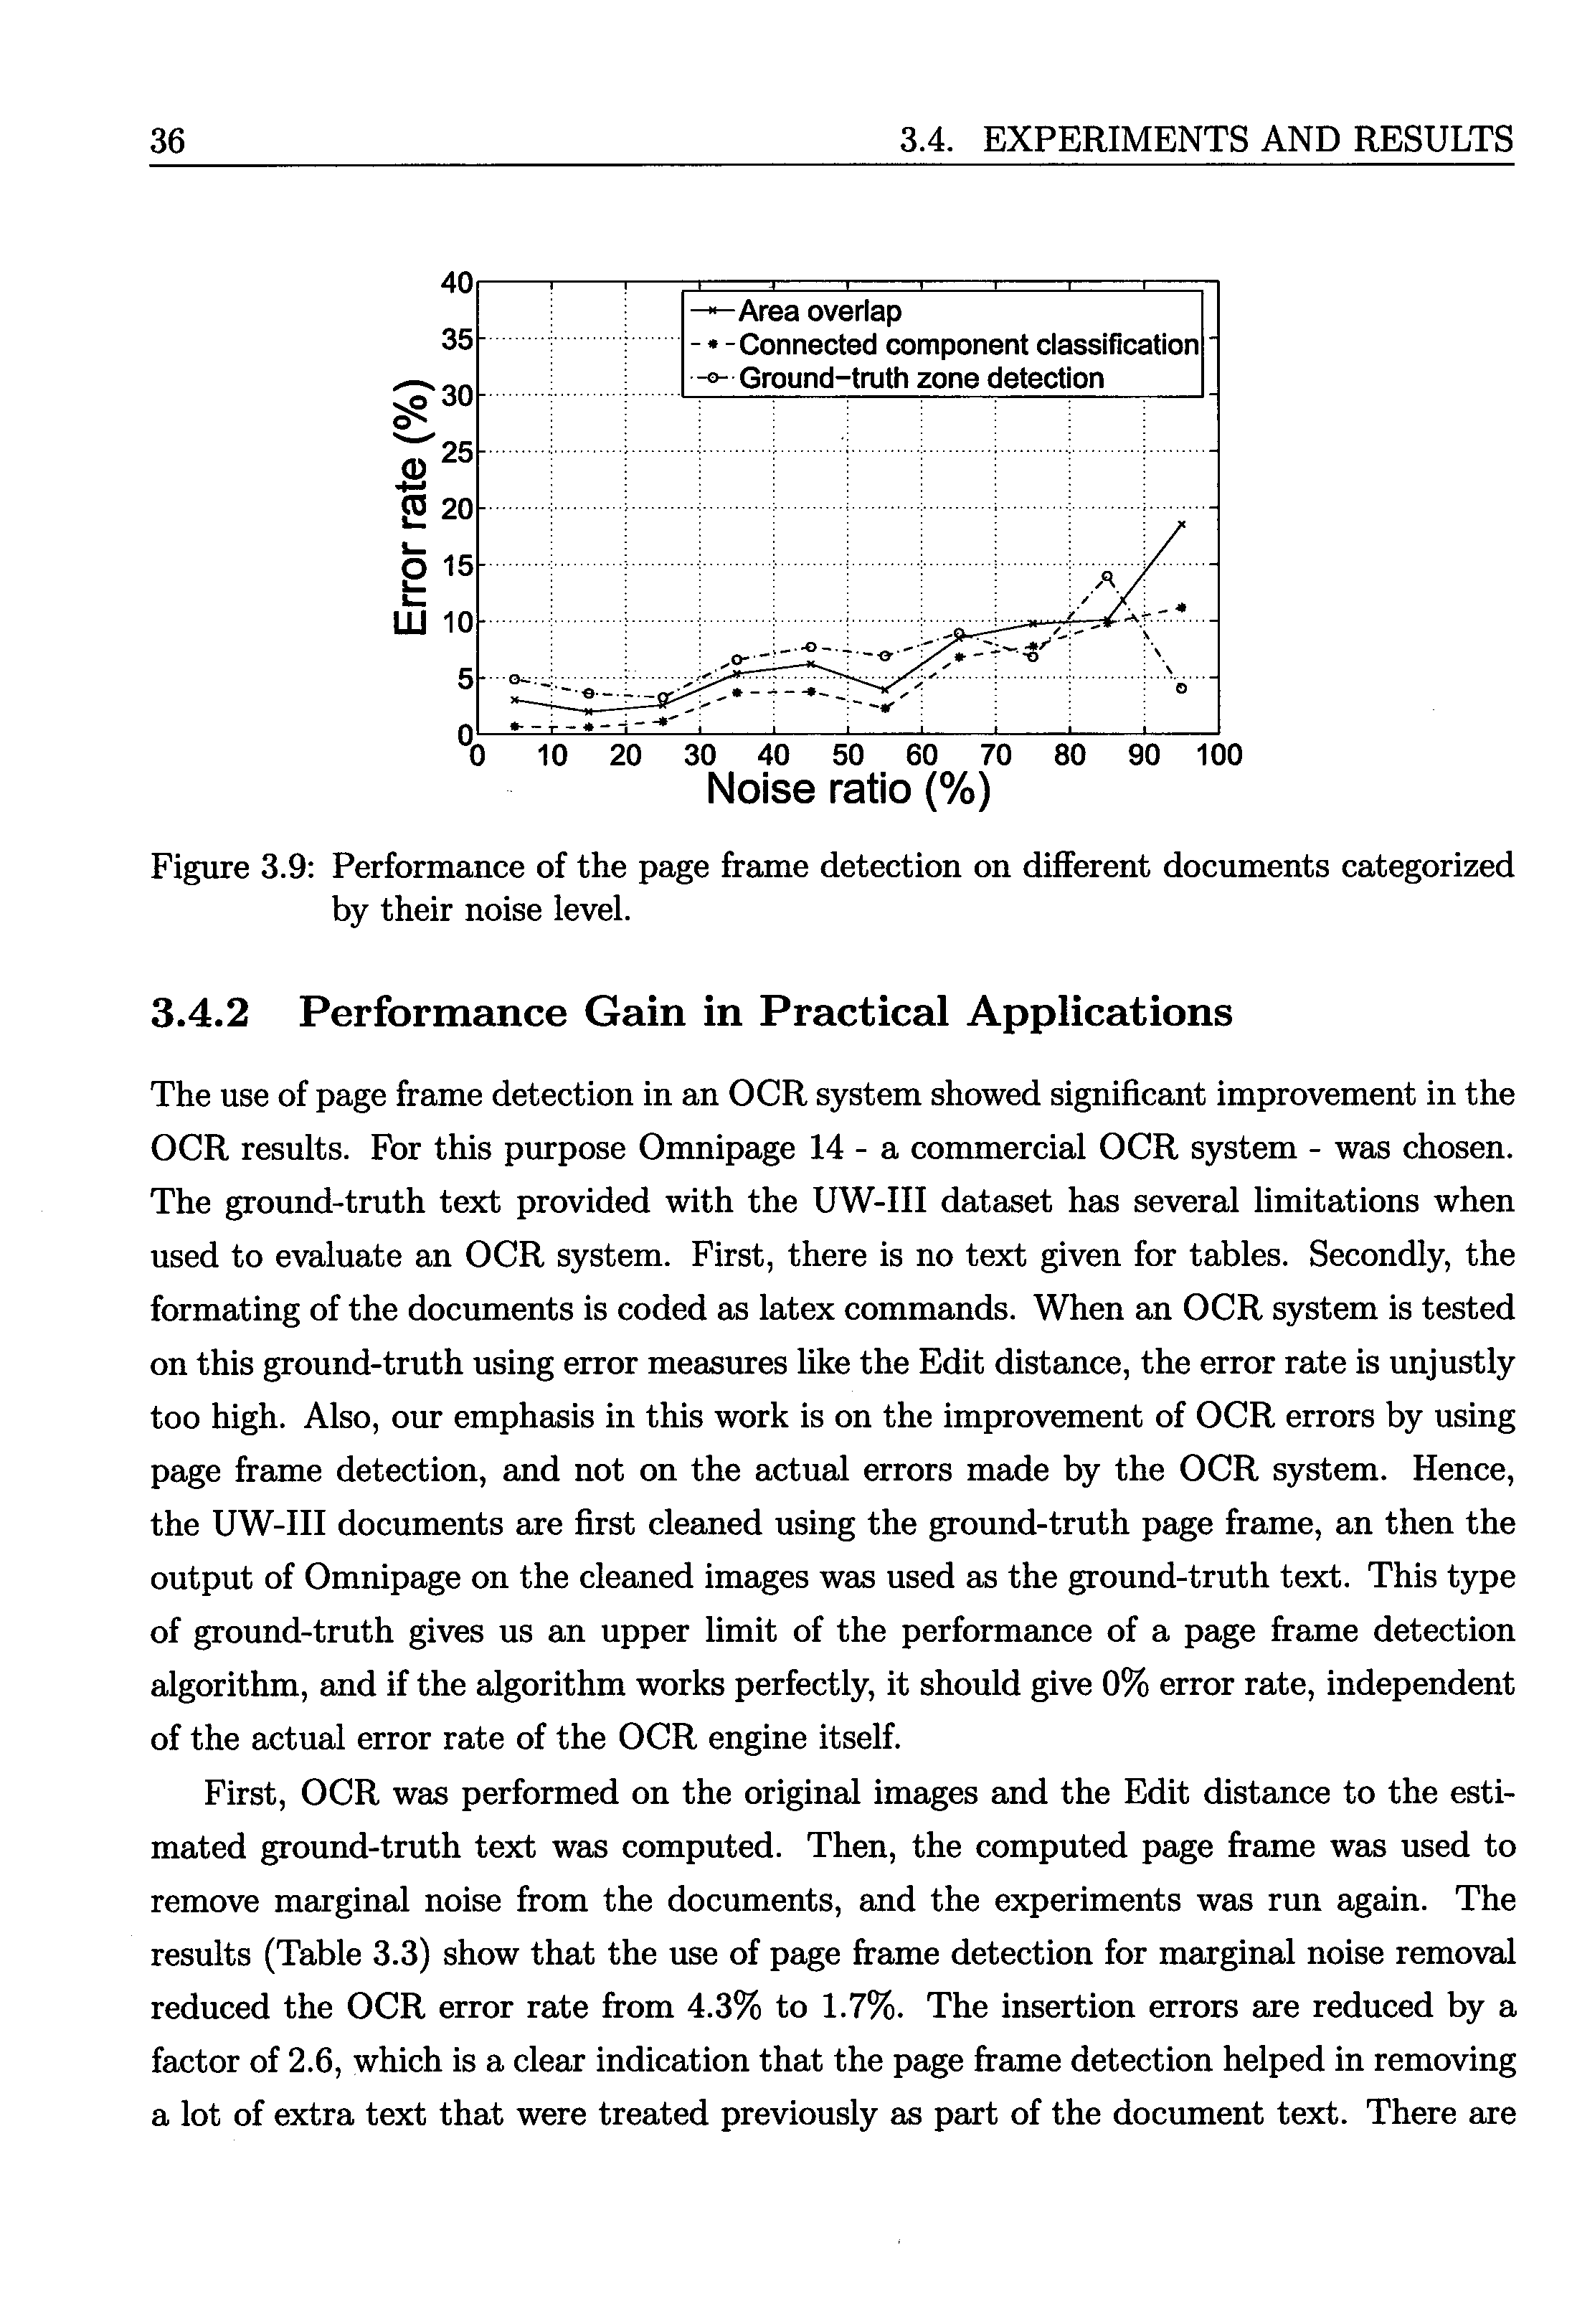 36 3.4. EXPERIMENTS AND RESULTS
40
35
30
25
20
15
10
5
0
0 10 20 30 40 50 60 70 80 90 100
Error rate (%)
Noise ratio (%)
Area overlap
Connected component classification
Ground-truth zone detection
Figure 3.9: Performance of the page frame detection on different documents categorized
by their noise level.
3.4.2 Performance Gain in Practical Applications
The use of page frame detection in an OCR system showed significant improvement in the
OCR results. For this purpose Omnipage 14 - a commercial OCR system - was chosen.
The ground-truth text provided with the UW-III dataset has several limitations when
used to evaluate an OCR system. First, there is no text given for tables. Secondly, the
formating of the documents is coded as latex commands. When an OCR system is tested
on this ground-truth using error measures like the Edit distance, the error rate is unjustly
too high. Also, our emphasis in this work is on the improvement of OCR errors by using
page frame detection, and not on the actual errors made by the OCR system. Hence,
the UW-III documents are first cleaned using the ground-truth page frame, an then the
output of Omnipage on the cleaned images was used as the ground-truth text. This type
of ground-truth gives us an upper limit of the performance of a page frame detection
algorithm, and if the algorithm works perfectly, it should give 0% error rate, independent
of the actual error rate of the OCR engine itself.
First, OCR was performed on the original images and the Edit distance to the esti-
mated ground-truth text was computed. Then, the computed page frame was used to
remove marginal noise from the documents, and the experiments was run again. The
results (Table 3.3) show that the use of page frame detection for marginal noise removal
reduced the OCR error rate from 4.3% to 1.7%. The insertion errors are reduced by a
factor of 2.6, which is a clear indication that the page frame detection helped in removing
a lot of extra text that were treated previously as part of the document text. There are